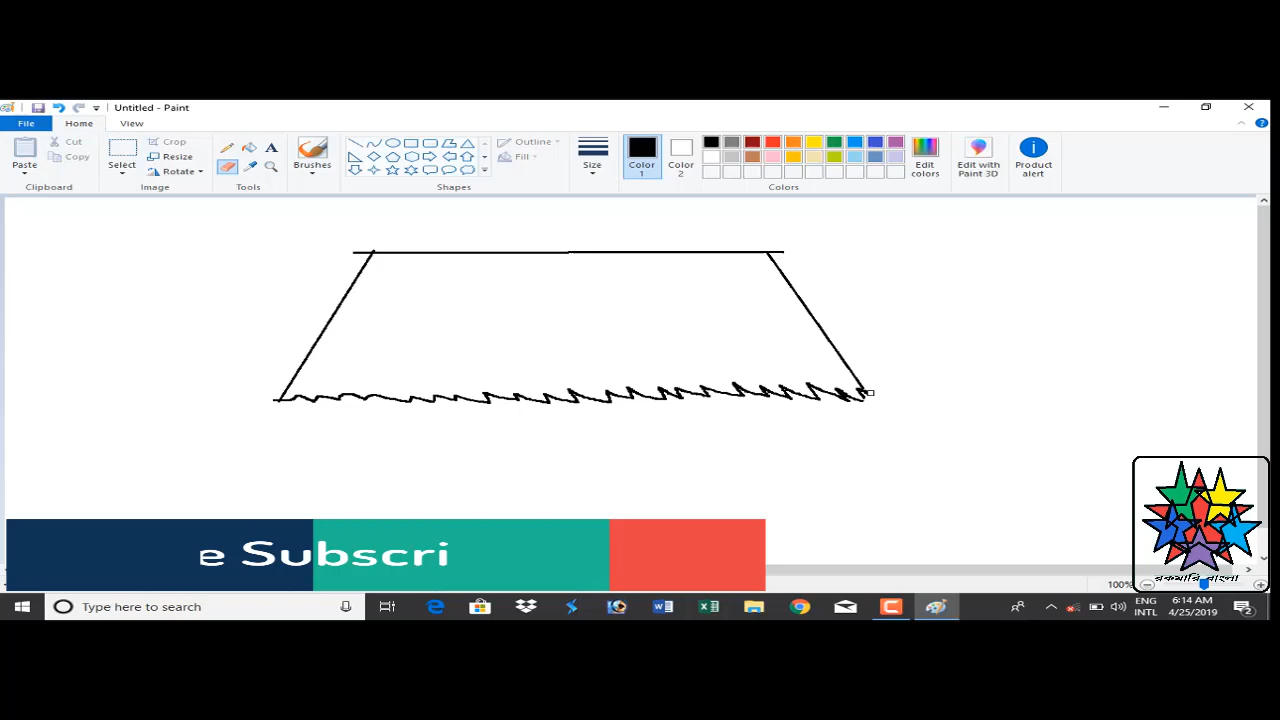 Untitled - Paint
File Home View
Paste
Cut
Copy
Clipboard
Select
Crop
Resize
Rotate
Image
A
Tools
Brushes
Outline
Fill
Shapes
Size
Color
1
Color
2
Edit
colors
Colors
Edit with
Paint 3D
Product
alert
e Subscri
রকমারি বাংলা
100%
Type here to search
ENG
INTL
6:14 AM
4/25/2019
2